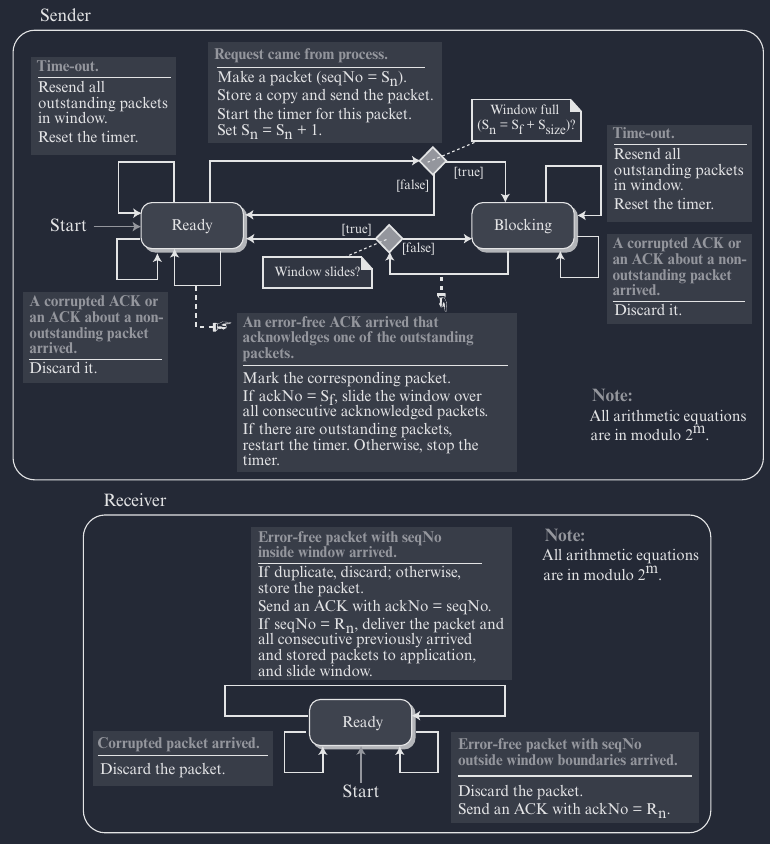 Sender
Time-out.
Resend all
outstanding packets
in window.
Reset the timer.
Request came from process.
Make a packet (seqNo = Sn).
Store a copy and send the packet.
Start the timer for this packet.
Set Sn = Sn + 1.
Window full
(Sn = Sf + Ssize)?
Time-out.
Resend all
outstanding packets
in window.
Reset the timer.
[false]
[true]
Start
Ready
[true]
[false]
Blocking
Window slides?
A corrupted ACK or
an ACK about a non-
outstanding packet
arrived.
Discard it.
A corrupted ACK or
an ACK about a non-
outstanding packet
arrived.
Discard it.
An error-free ACK arrived that
acknowledges one of the outstanding
packets.
Mark the corresponding packet.
If ackNo = Sf, slide the window over
all consecutive acknowledged packets.
If there are outstanding packets,
restart the timer. Otherwise, stop the
timer.
Note:
All arithmetic equations
are in modulo 2^m.
Receiver
Error-free packet with seqNo
inside window arrived.
If duplicate, discard; otherwise,
store the packet.
Send an ACK with ackNo = seqNo.
If seqNo = Rn, deliver the packet and
all consecutive previously arrived
and stored packets to application,
and slide window.
Note:
All arithmetic equations
are in modulo 2^m.
Ready
Corrupted packet arrived.
Discard the packet.
Start
Error-free packet with seqNo
outside window boundaries arrived.
Discard the packet.
Send an ACK with ackNo = Rn.